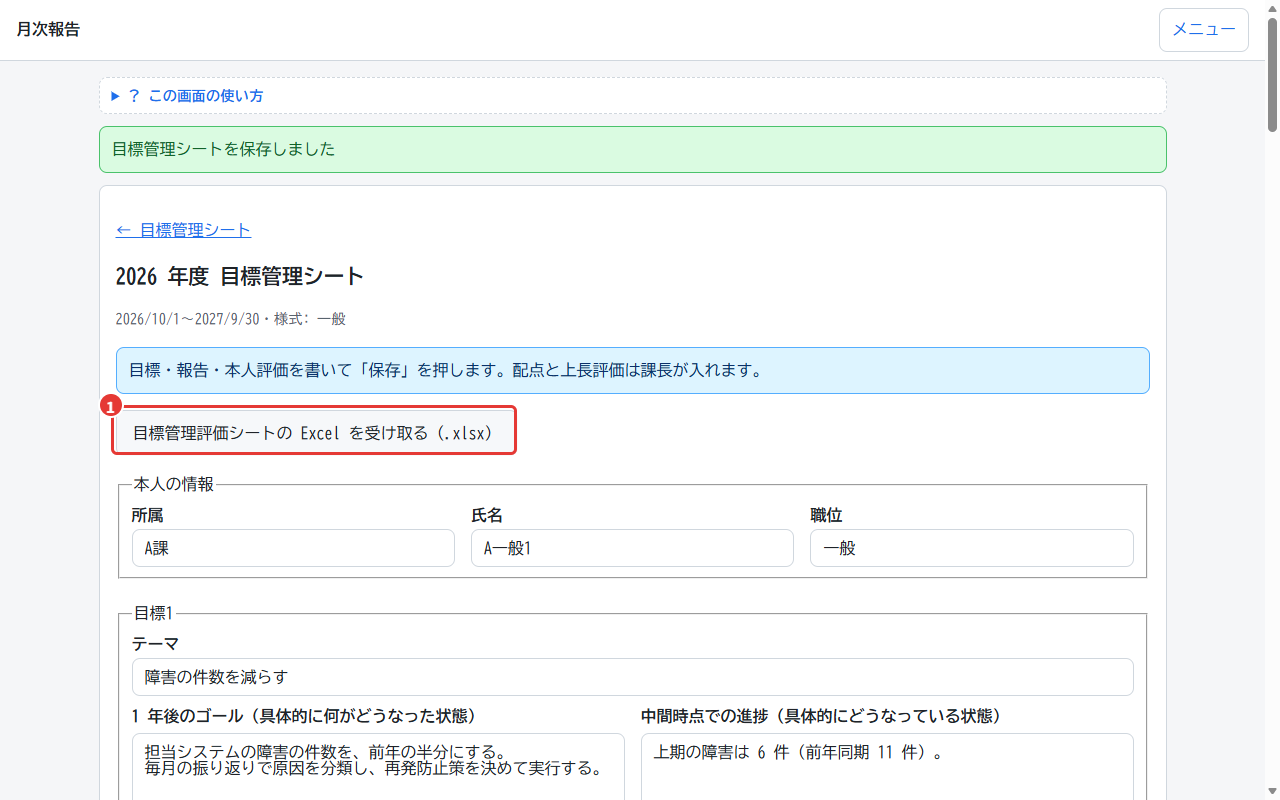 月次報告
メニュー
▶ ? この画面の使い方
目標管理シートを保存しました
← 目標管理シート
2026 年度 目標管理シート
2026/10/1～2027/9/30・様式: 一般
目標・報告・本人評価を書いて「保存」を押します。配点と上長評価は課長が入れます。
1
目標管理評価シートの Excel を受け取る（.xlsx）
本人の情報
所属
氏名
職位
A課
A一般1
一般
目標1
テーマ
障害の件数を減らす
1 年後のゴール（具体的に何がどうなった状態）
中間時点での進捗（具体的にどうなっている状態）
担当システムの障害の件数を、前年の半分にする。
毎月の振り返りで原因を分類し、再発防止策を決めて実行する。
上期の障害は 6 件（前年同期 11 件）。